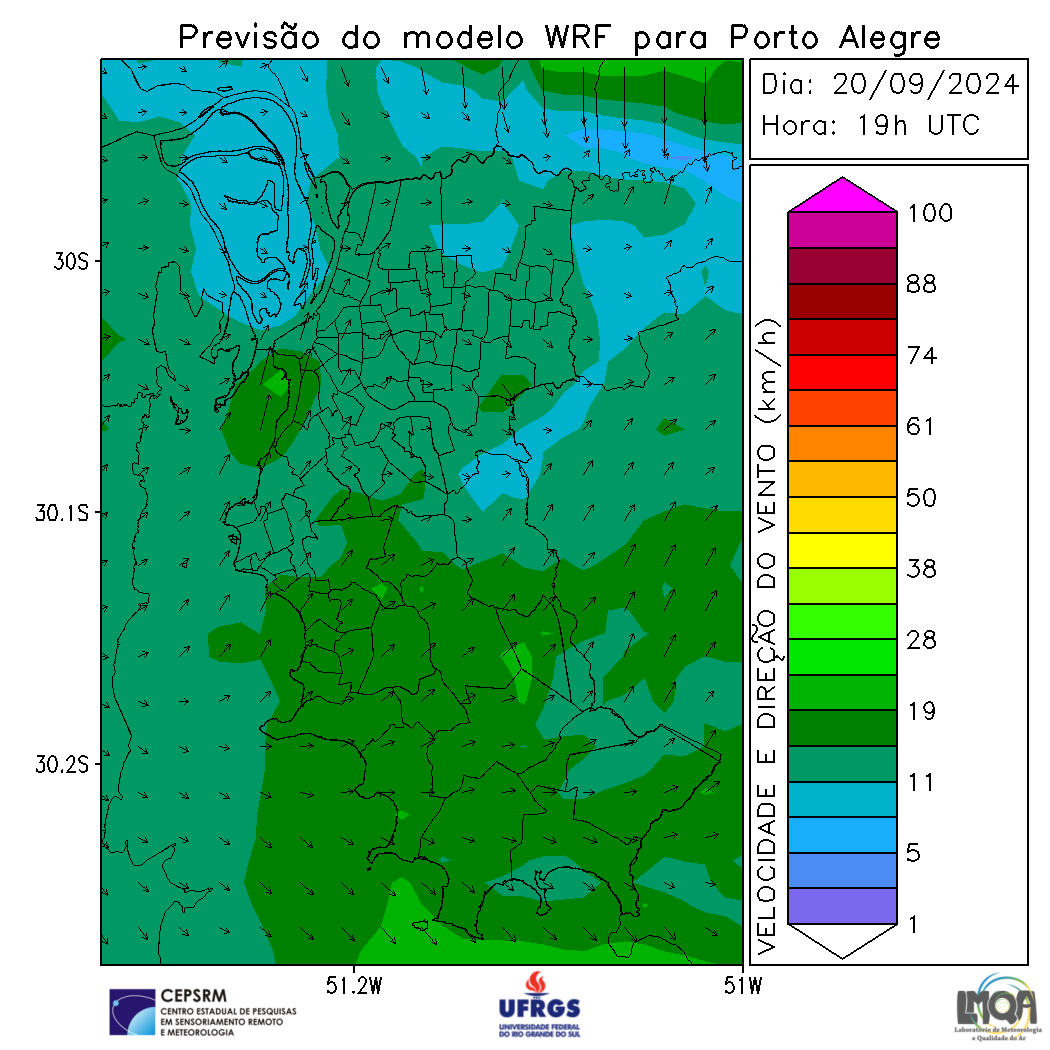 Previsão do modelo WRF para Porto Alegre
Dia: 20/09/2024
Hora: 19h UTC
30S
30.1S
30.2S
51.2W
51W
VELOCIDADE E DIREÇÃO DO VENTO (km/h)
100
88
74
61
50
38
28
19
11
5
1
CEPSRM
CENTRO ESTADUAL DE PESQUISAS
EM SENSORIAMENTO REMOTO
E METEOROLOGIA
UFRGS
UNIVERSIDADE FEDERAL
DO RIO GRANDE DO SUL
LMQA
Laboratório de Meteorologia
e Qualidade do Ar